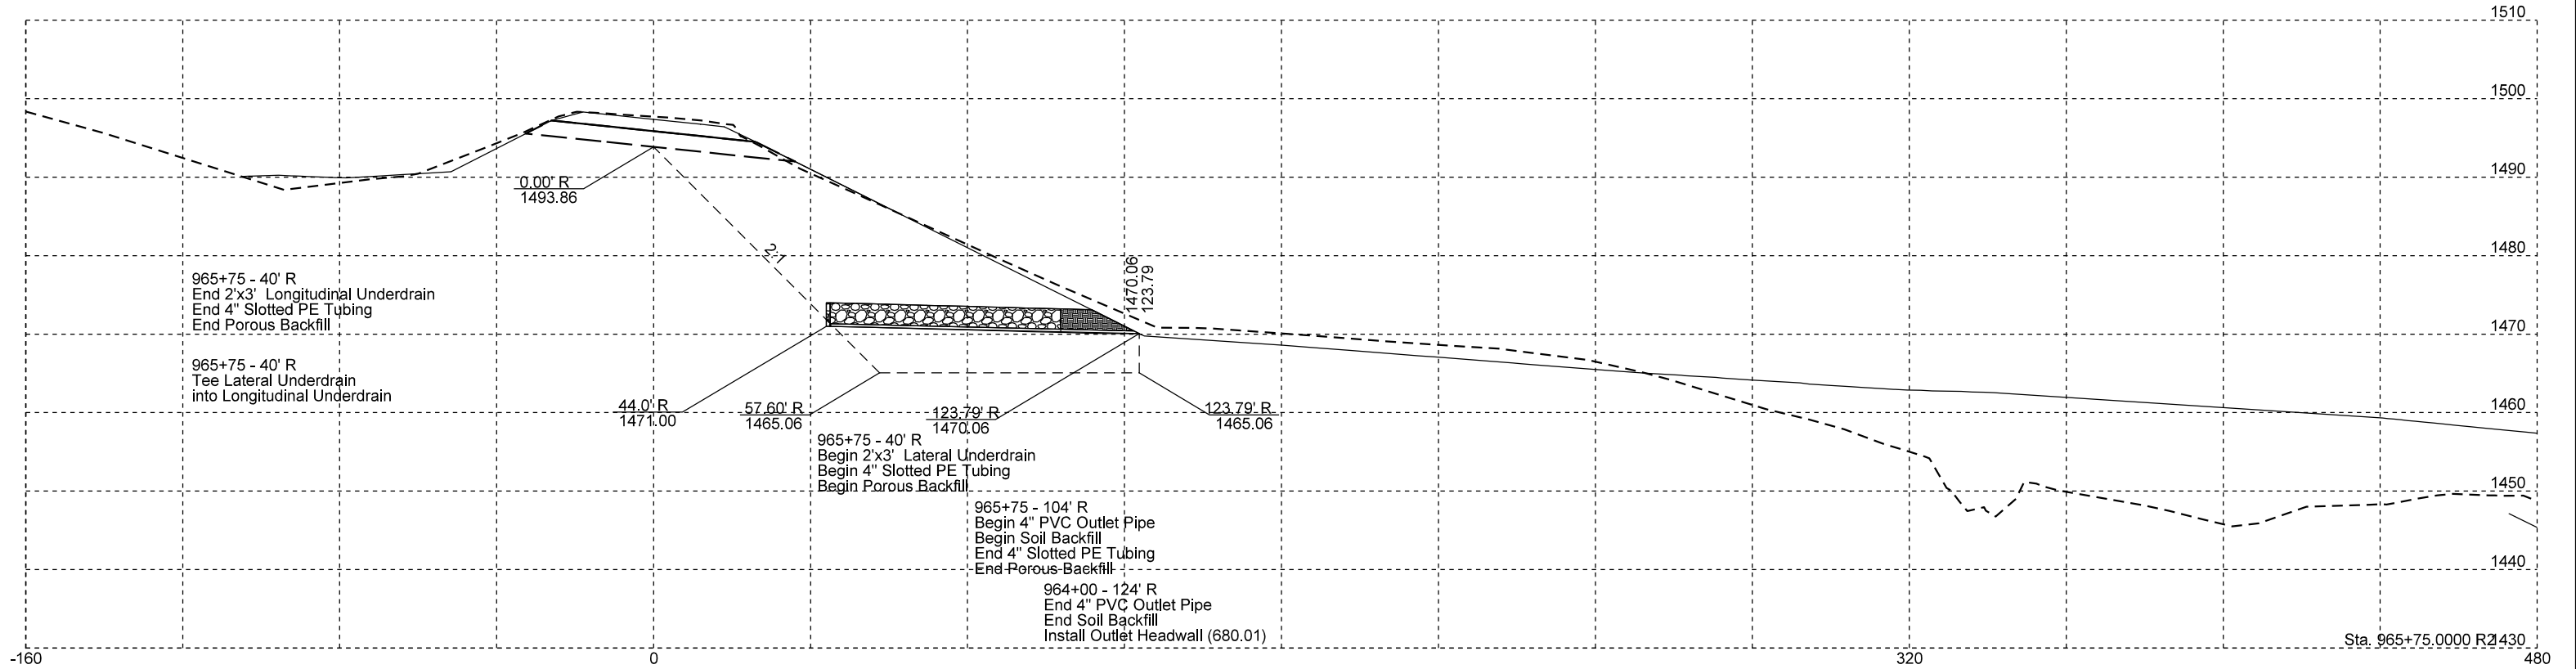 1510
1500
1490
1480
1470
1460
1450
1440
1430
0.00' R
1493.86
2:1
1470.06
123.79
965+75 - 40' R
End 2'x3' Longitudinal Underdrain
End 4" Slotted PE Tubing
End Porous Backfill
965+75 - 40' R
Tee Lateral Underdrain
into Longitudinal Underdrain
44.0' R
1471.00
57.60' R
1465.06
123.79' R
1470.06
123.79' R
1465.06
965+75 - 40' R
Begin 2'x3' Lateral Underdrain
Begin 4" Slotted PE Tubing
Begin Porous Backfill
965+75 - 104' R
Begin 4" PVC Outlet Pipe
Begin Soil Backfill
End 4" Slotted PE Tubing
End Porous Backfill
964+00 - 124' R
End 4" PVC Outlet Pipe
End Soil Backfill
Install Outlet Headwall (680.01)
Sta. 965+75.0000 R2
-160
0
320
480